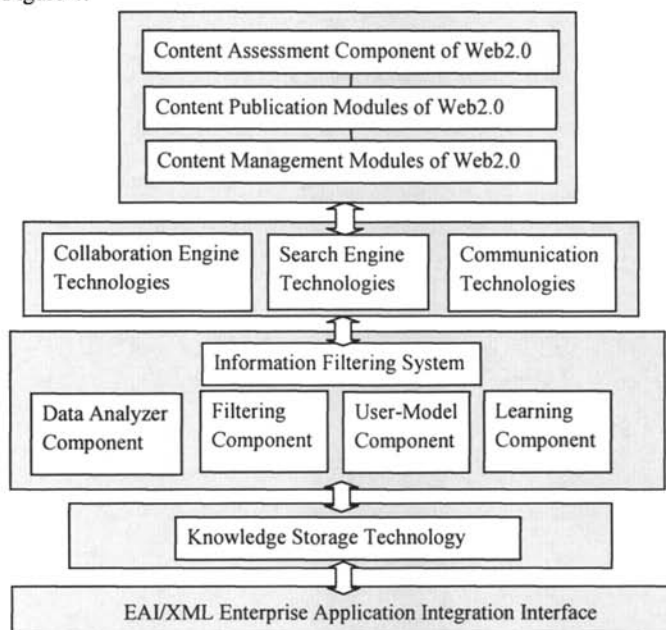 Content Assessment Component of Web2.0
Content Publication Modules of Web2.0
Content Management Modules of Web2.0
Collaboration Engine
Technologies
Search Engine
Technologies
Communication
Technologies
Information Filtering System
Data Analyzer
Component
Filtering
Component
User-Model
Component
Learning
Component
Knowledge Storage Technology
EAI/XML Enterprise Application Integration Interface